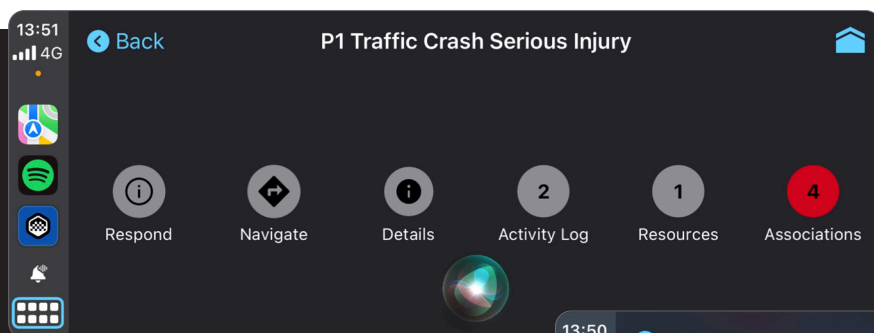 13:51
4G
Back
P1 Traffic Crash Serious Injury
2
1
4
Respond
Navigate
Details
Activity Log
Resources
Associations
13:50